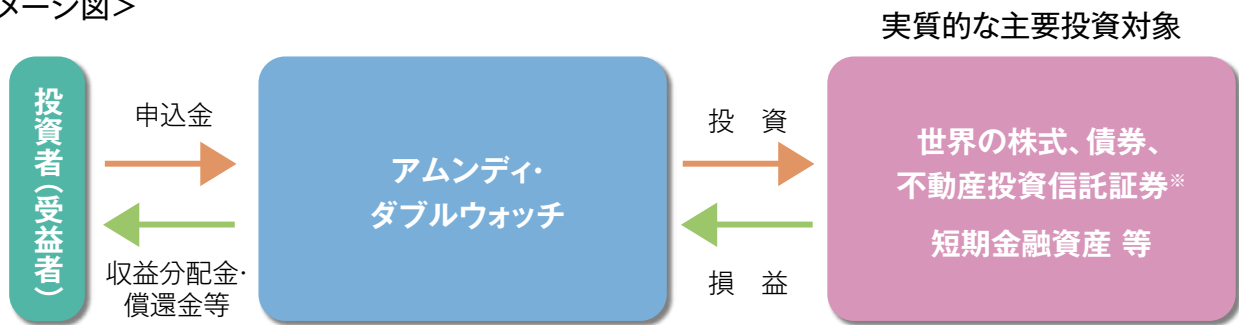 メージ図＞
実質的な主要投資対象
投資者（受益者）
申込金
収益分配金・
償還金等
アムンディ・
ダブルウォッチ
投　資
損　益
世界の株式、債券、
不動産投資信託証券※
短期金融資産 等